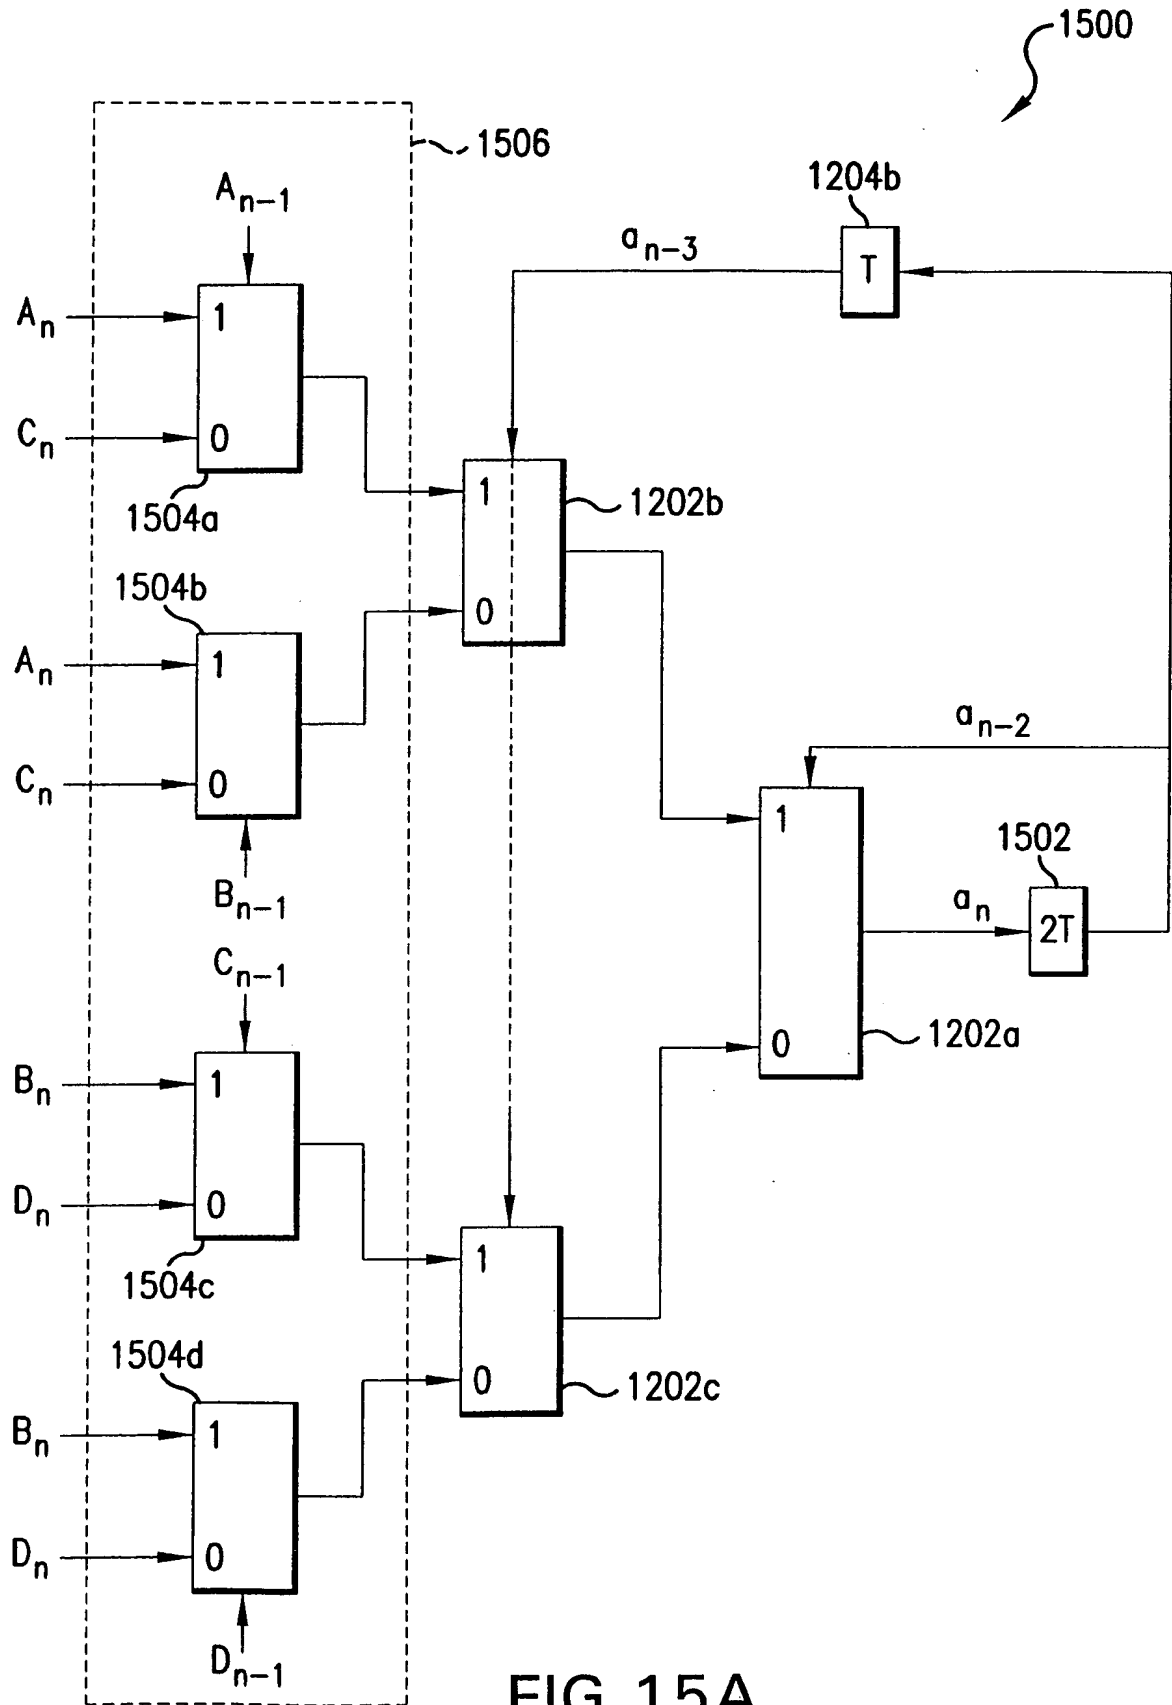 1500
1506
1204b
A_{n-1}
a_{n-3}
T
A_n
1
C_n
0
1504a
1
1202b
0
1504b
A_n
1
C_n
0
B_{n-1}
a_{n-2}
1
1502
a_n
2T
0
1202a
C_{n-1}
B_n
1
D_n
0
1504c
1
0
1202c
1504d
B_n
1
D_n
0
D_{n-1}
FIG. 15A